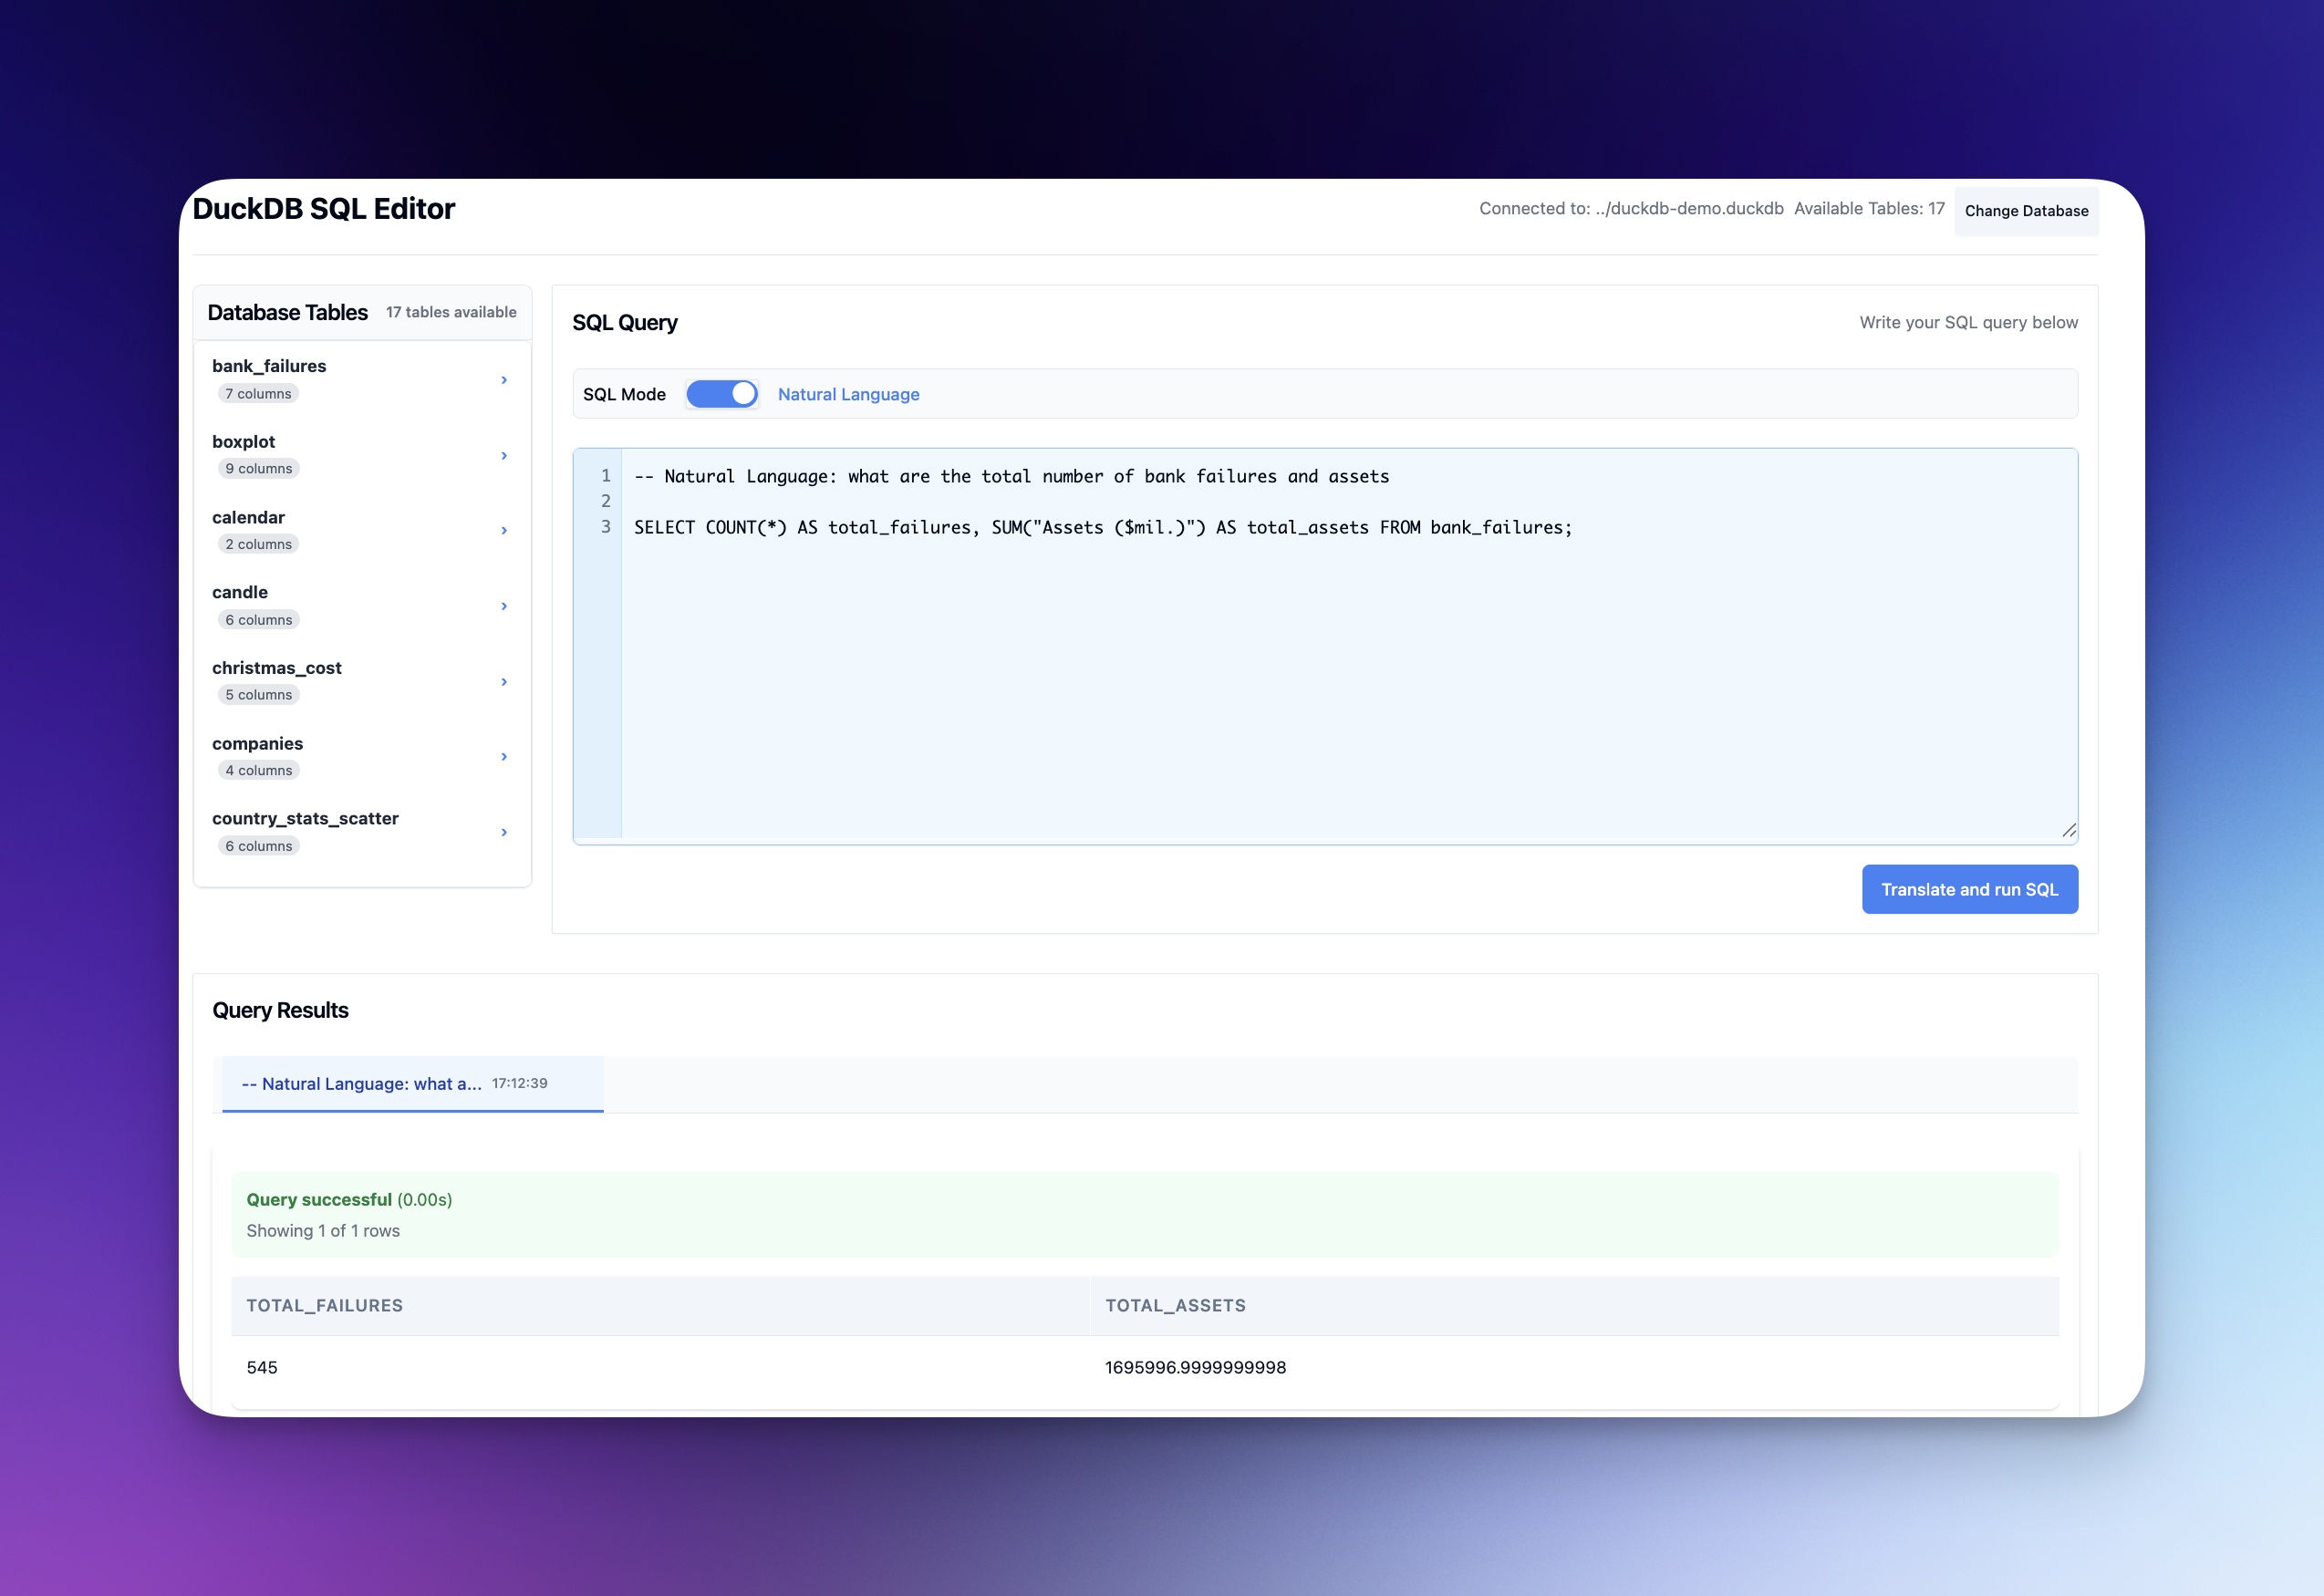 DuckDB SQL Editor
Connected to: ../duckdb-demo.duckdb Available Tables: 17 Change Database
Database Tables 17 tables available
bank_failures
7 columns
boxplot
9 columns
calendar
2 columns
candle
6 columns
christmas_cost
5 columns
companies
4 columns
country_stats_scatter
6 columns
SQL Query
Write your SQL query below
SQL Mode Natural Language
1 -- Natural Language: what are the total number of bank failures and assets
2
3 SELECT COUNT(*) AS total_failures, SUM("Assets ($mil.)") AS total_assets FROM bank_failures;
Translate and run SQL
Query Results
-- Natural Language: what a... 17:12:39
Query successful (0.00s)
Showing 1 of 1 rows
TOTAL_FAILURES TOTAL_ASSETS
545 1695996.9999999998